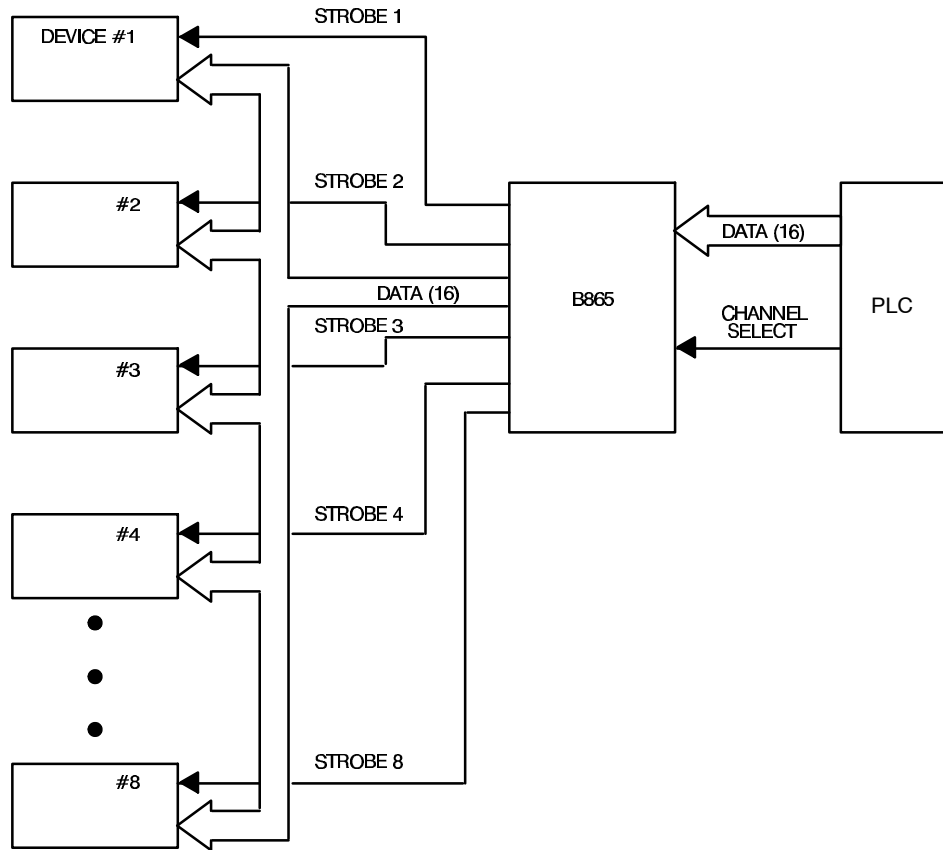 STROBE 1
DEVICE #1
STROBE 2
#2
DATA (16)
B865
PLC
DATA (16)
CHANNEL
SELECT
STROBE 3
#3
STROBE 4
#4
STROBE 8
#8